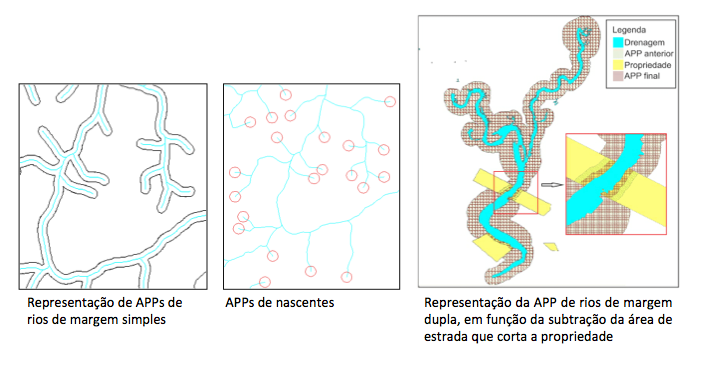 Legenda
Drenagem
APP anterior
Propriedade
APP final
Representação de APPs de
rios de margem simples
APPs de nascentes
Representação da APP de rios de margem
dupla, em função da subtração da área de
estrada que corta a propriedade